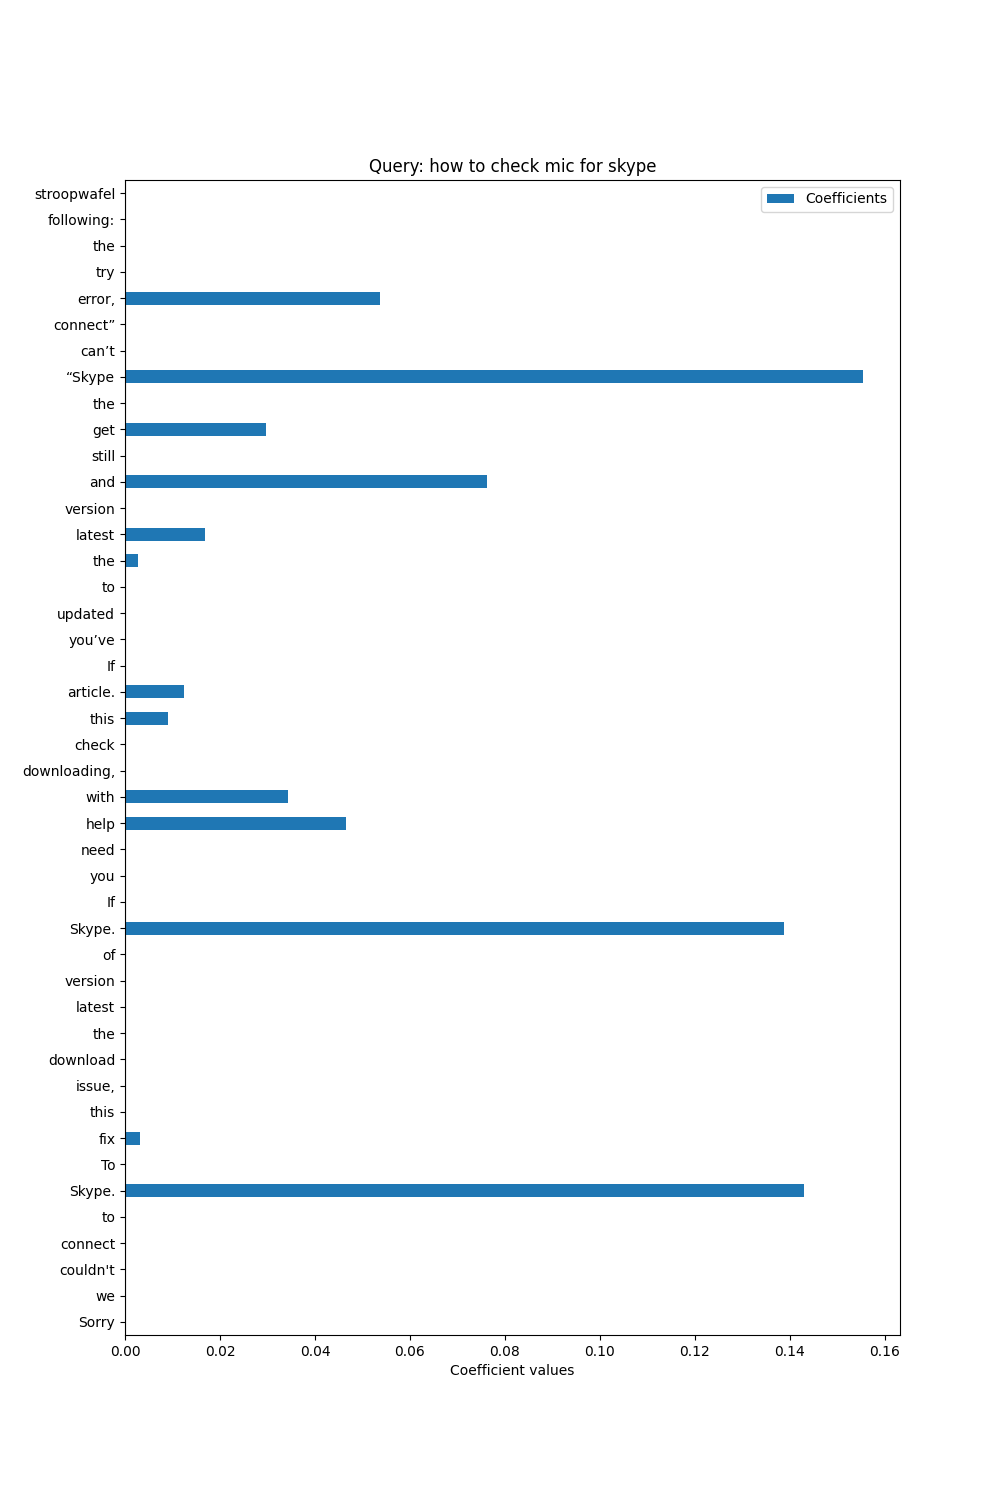 Query: how to check mic for skype
Coefficients
stroopwafel
following:
the
try
error,
connect”
can’t
“Skype
the
get
still
and
version
latest
the
to
updated
you’ve
If
article.
this
check
downloading,
with
help
need
you
If
Skype.
of
version
latest
the
download
issue,
this
fix
To
Skype.
to
connect
couldn't
we
Sorry
0.00 0.02 0.04 0.06 0.08 0.10 0.12 0.14 0.16
Coefficient values